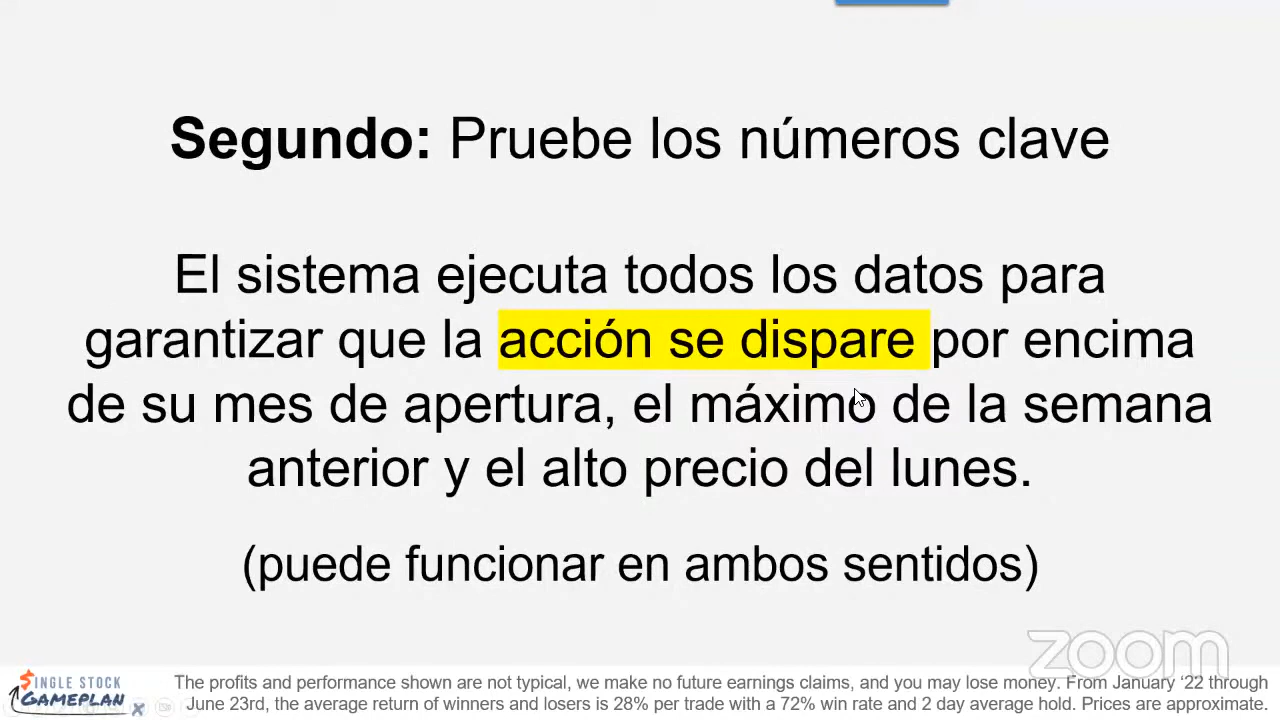 Segundo: Pruebe los números clave
El sistema ejecuta todos los datos para
garantizar que la acción se dispare por encima
de su mes de apertura, el máximo de la semana
anterior y el alto precio del lunes.
(puede funcionar en ambos sentidos)
zoom
$INGLE STOCK
GAMEPLAN
The profits and performance shown are not typical, we make no future earnings claims, and you may lose money. From January ‘22 through
June 23rd, the average return of winners and losers is 28% per trade with a 72% win rate and 2 day average hold. Prices are approximate.